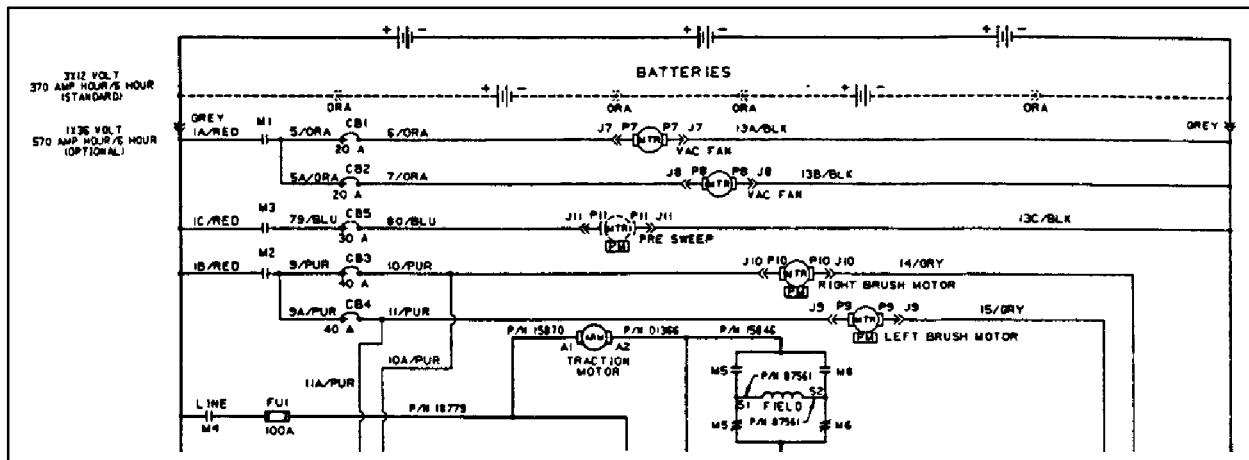 + - + - + -
3X12 VOLT
370 AMP HOUR/6 HOUR
(STANDARD)
BATTERIES
+ - + -
ORA ORA ORA ORA
1X36 VOLT
570 AMP HOUR/6 HOUR
(OPTIONAL)
GREY GREY
1A/RED M1 5/ORA CB1 6/ORA J7 P7 MTR P7 J7 13A/BLK
20 A VAC FAN
5A/ORA CB2 7/ORA J8 P8 MTR P8 J8 13B/BLK
20 A VAC FAN
1C/RED M3 79/BLU CB5 80/BLU J11 P11 MTR P11 J11 13C/BLK
30 A PM PRE SWEEP
1B/RED M2 9/PUR CB3 10/PUR J10 P10 MTR P10 J10 14/GRY
40 A PM RIGHT BRUSH MOTOR
9A/PUR CB4 11/PUR J9 P9 MTR P9 J9 15/GRY
40 A PM LEFT BRUSH MOTOR
P/N 15870 A1 ARM A2 P/N 01366 P/N 15846
TRACTION
MOTOR
10A/PUR
11A/PUR
M5 P/N 87561 M6
S1 FIELD S2
M5 P/N 87561 M6
LINE FU1 P/N 18779
M4 100A